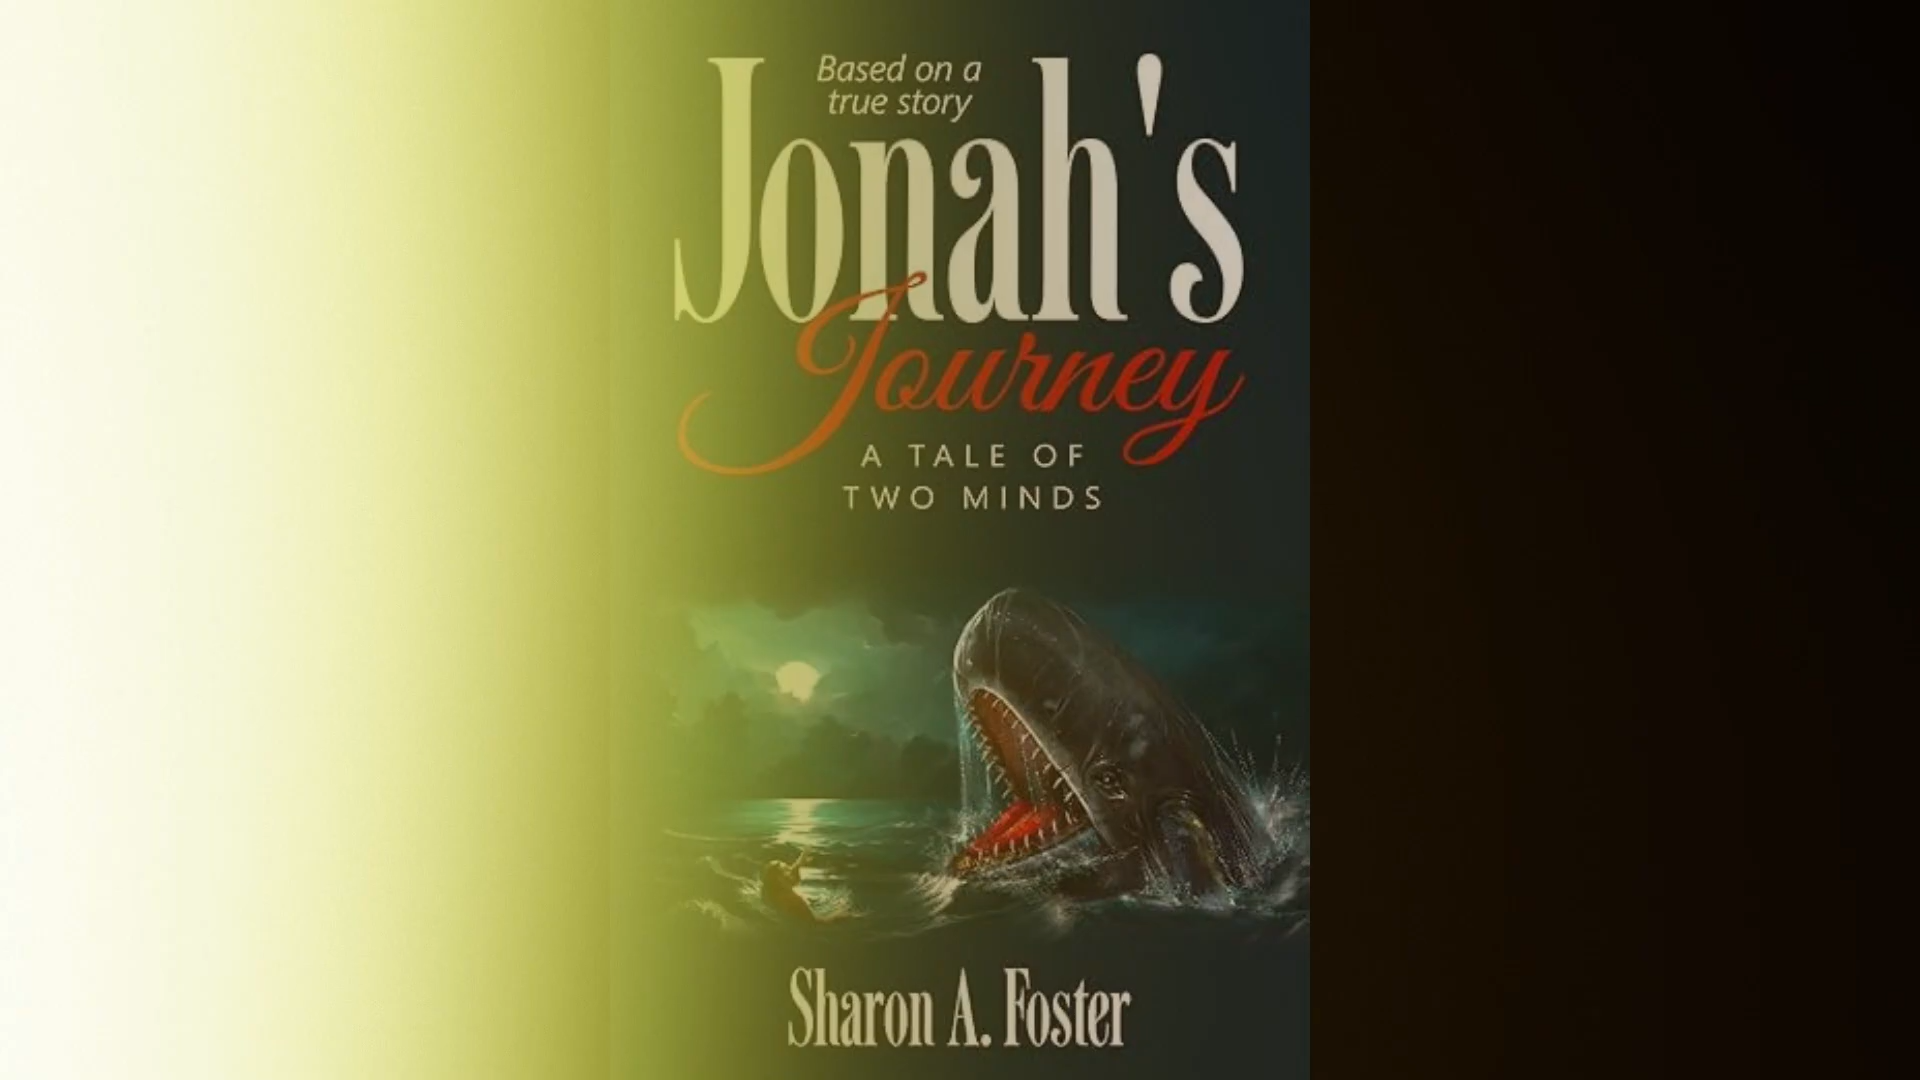 Based on a
true story
Jonah's
Journey
A TALE OF
TWO MINDS
Sharon A. Foster